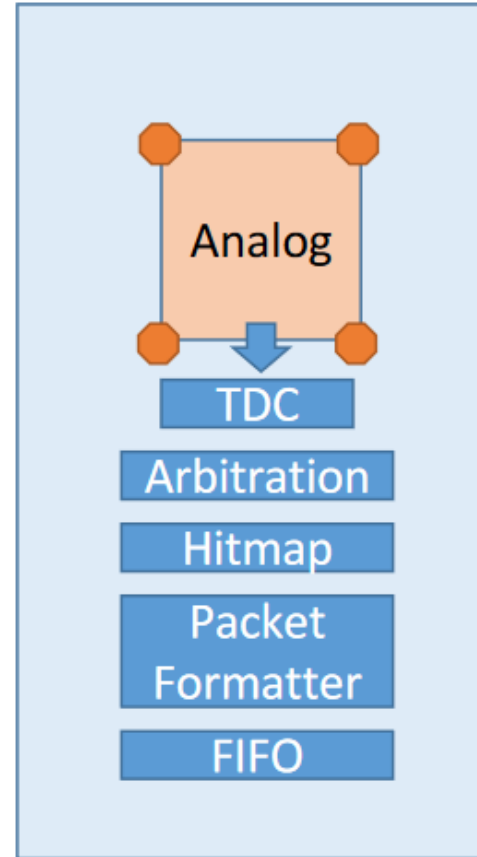 Analog
TDC
Arbitration
Hitmap
Packet
Formatter
FIFO